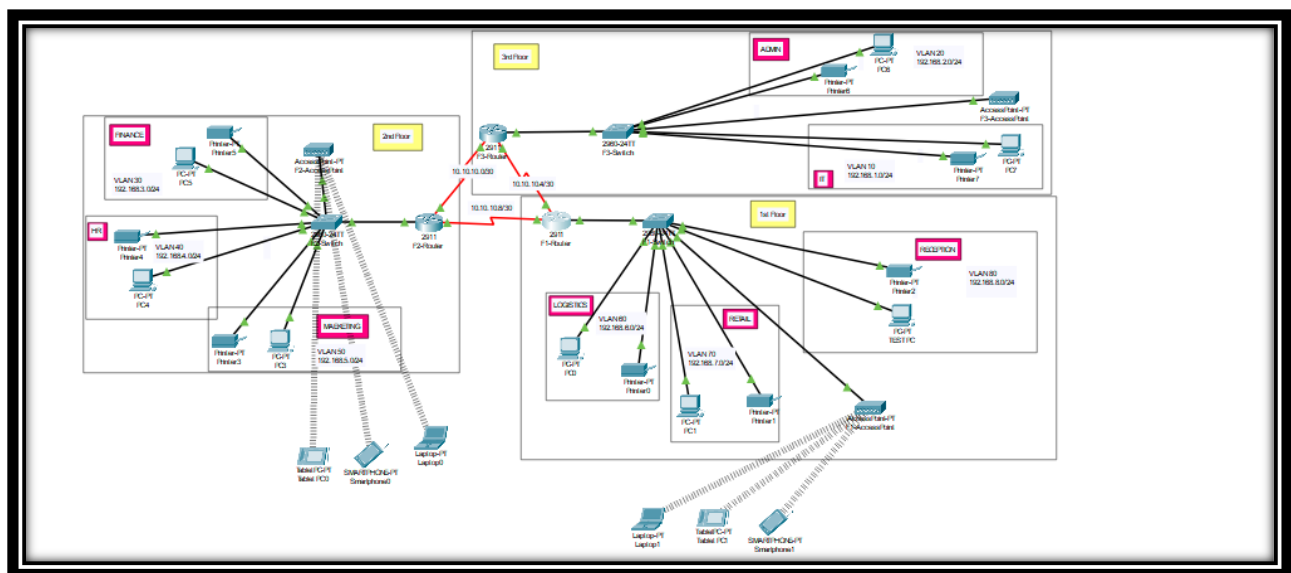 3rd Floor
ADMN
PC-PT
PC6
VLAN 20
192.168.2.0/24
Printer-PT
Printer6
AccessPoint-PT
F3-AccessPoint
2911
F3-Router
2960-24TT
F3-Switch
PC-PT
PC7
Printer-PT
Printer7
VLAN 10
192.168.1.0/24
IT
2nd Floor
FINANCE
Printer-PT
Printer5
PC-PT
PC5
VLAN 30
192.168.3.0/24
AccessPoint-PT
F2-AccessPoint
10.10.10.0/30
10.10.10.4/30
10.10.10.8/30
HR
Printer-PT
Printer4
VLAN 40
192.168.4.0/24
PC-PT
PC4
2960-24TT
F2-Switch
2911
F2-Router
MARKETING
Printer-PT
Printer3
PC-PT
PC3
VLAN 50
192.168.5.0/24
TabletPC-PT
Tablet PC0
SMARTPHONE-PT
Smartphone0
Laptop-PT
Laptop0
1st Floor
2911
F1-Router
F1-Switch
RECEPTION
Printer-PT
Printer2
VLAN 80
192.168.8.0/24
PC-PT
TEST PC
LOGISTICS
VLAN 60
192.168.6.0/24
PC-PT
PC0
Printer-PT
Printer0
RETAIL
VLAN 70
192.168.7.0/24
PC-PT
PC1
Printer-PT
Printer1
AccessPoint-PT
F1-AccessPoint
Laptop-PT
Laptop1
TabletPC-PT
Tablet PC1
SMARTPHONE-PT
Smartphone1